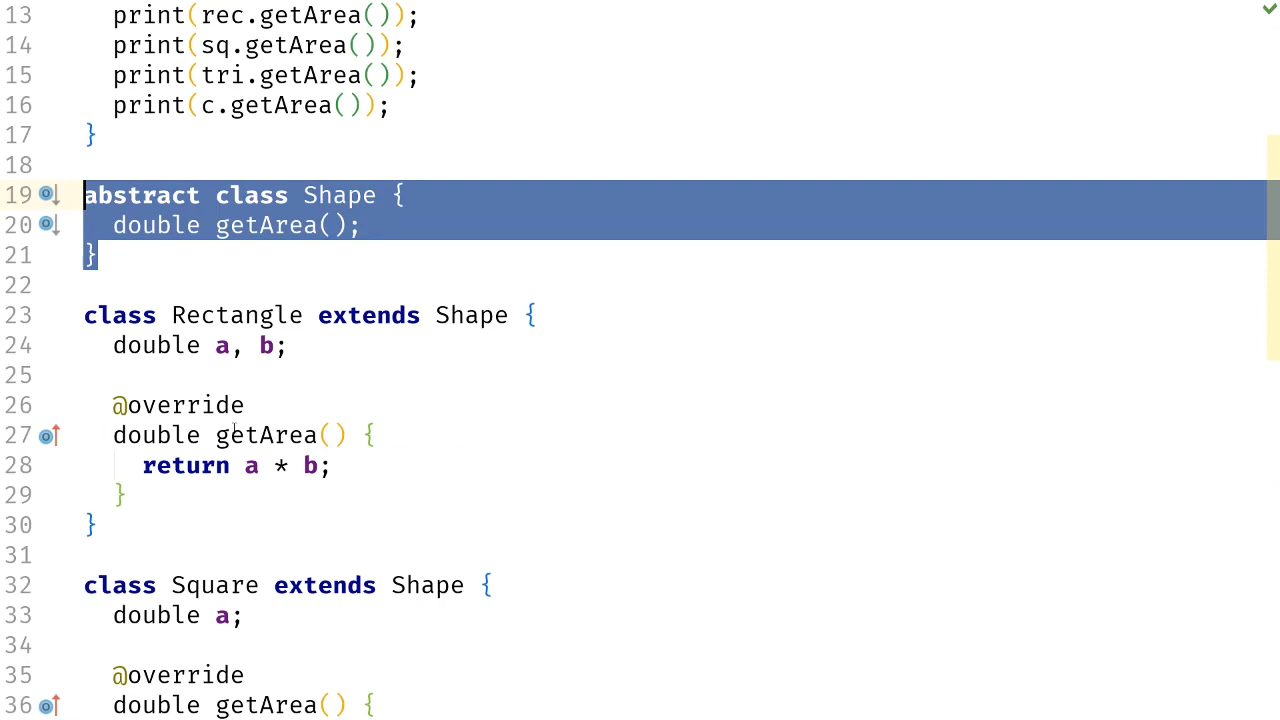 13 print(rec.getArea());
14 print(sq.getArea());
15 print(tri.getArea());
16 print(c.getArea());
17 }
18
19 abstract class Shape {
20 double getArea();
21 }
22
23 class Rectangle extends Shape {
24 double a, b;
25
26 @override
27 double getArea() {
28 return a * b;
29 }
30 }
31
32 class Square extends Shape {
33 double a;
34
35 @override
36 double getArea() {